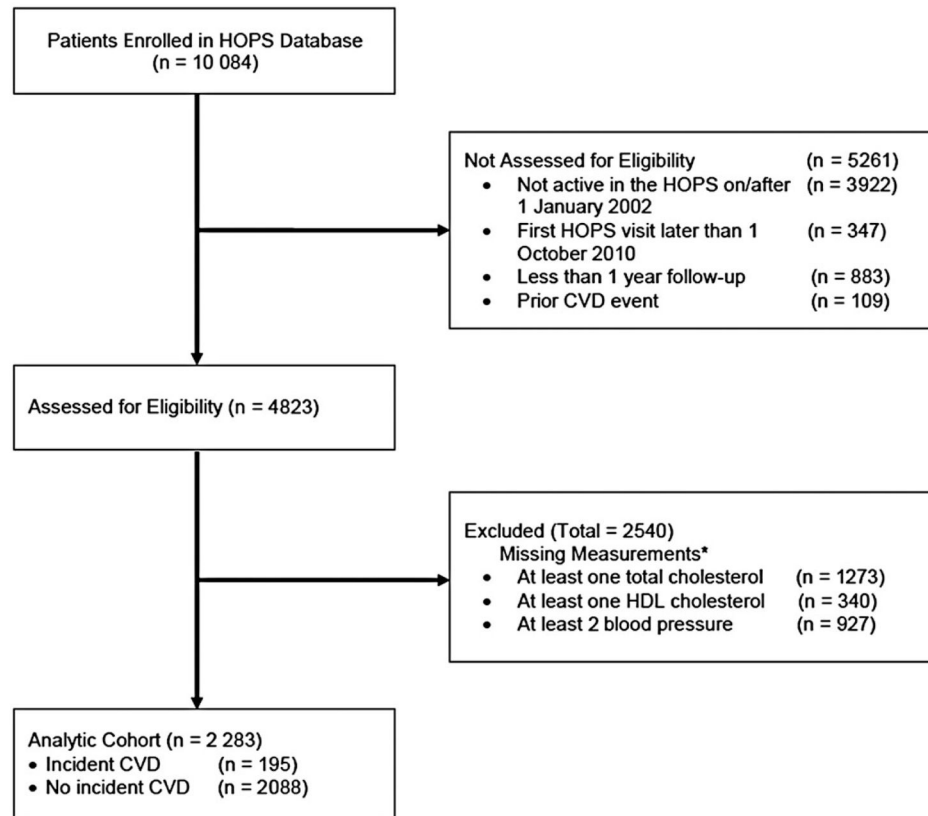 Patients Enrolled in HOPS Database
(n = 10 084)
Not Assessed for Eligibility (n = 5261)
• Not active in the HOPS on/after (n = 3922)
1 January 2002
• First HOPS visit later than 1 (n = 347)
October 2010
• Less than 1 year follow-up (n = 883)
• Prior CVD event (n = 109)
Assessed for Eligibility (n = 4823)
Excluded (Total = 2540)
Missing Measurements*
• At least one total cholesterol (n = 1273)
• At least one HDL cholesterol (n = 340)
• At least 2 blood pressure (n = 927)
Analytic Cohort (n = 2 283)
• Incident CVD (n = 195)
• No incident CVD (n = 2088)